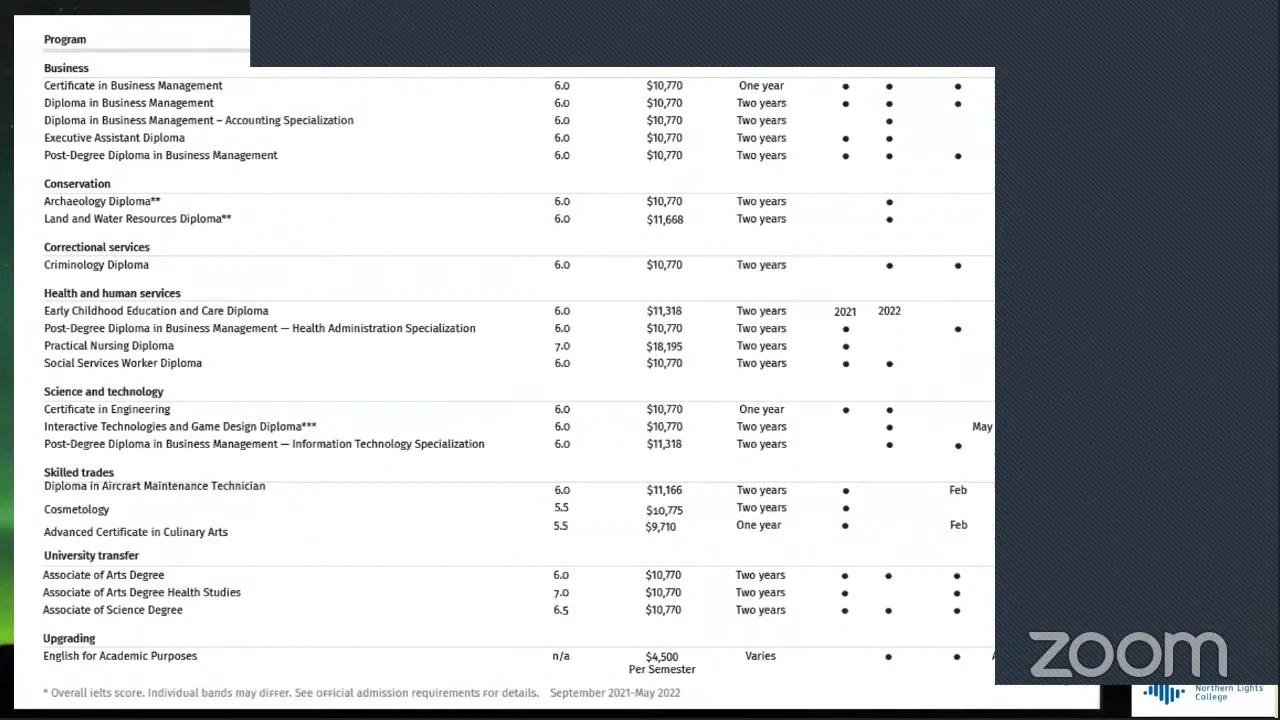 Program
Business
Certificate in Business Management 6.0 $10,770 One year ● ● ●
Diploma in Business Management 6.0 $10,770 Two years ● ● ●
Diploma in Business Management – Accounting Specialization 6.0 $10,770 Two years ●
Executive Assistant Diploma 6.0 $10,770 Two years ● ●
Post-Degree Diploma in Business Management 6.0 $10,770 Two years ● ● ●
Conservation
Archaeology Diploma** 6.0 $10,770 Two years ●
Land and Water Resources Diploma** 6.0 $11,668 Two years ●
Correctional services
Criminology Diploma 6.0 $10,770 Two years ● ●
Health and human services
Early Childhood Education and Care Diploma 6.0 $11,318 Two years 2021 2022
Post-Degree Diploma in Business Management — Health Administration Specialization 6.0 $10,770 Two years ● ●
Practical Nursing Diploma 7.0 $18,195 Two years ●
Social Services Worker Diploma 6.0 $10,770 Two years ● ●
Science and technology
Certificate in Engineering 6.0 $10,770 One year ● ●
Interactive Technologies and Game Design Diploma*** 6.0 $10,770 Two years ● May
Post-Degree Diploma in Business Management — Information Technology Specialization 6.0 $11,318 Two years ● ●
Skilled trades
Diploma in Aircraft Maintenance Technician 6.0 $11,166 Two years ● Feb
Cosmetology 5.5 $10,775 Two years ●
Advanced Certificate in Culinary Arts 5.5 $9,710 One year ● Feb
University transfer
Associate of Arts Degree 6.0 $10,770 Two years ● ● ●
Associate of Arts Degree Health Studies 7.0 $10,770 Two years ● ●
Associate of Science Degree 6.5 $10,770 Two years ● ● ●
Upgrading
English for Academic Purposes n/a $4,500 Varies ● ●
Per Semester
* Overall ielts score. Individual bands may differ. See official admission requirements for details. September 2021-May 2022
zoom
Northern Lights
College